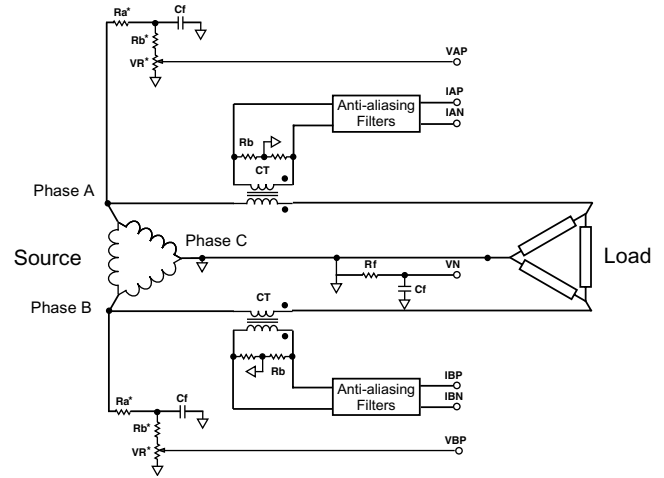 Ra*
Cf
Rb*
VR*
VAP
IAP
IAN
Anti-aliasing
Filters
Rb
CT
Phase A
Phase C
Source
Load
Rf
VN
Cf
Phase B
CT
Rb
Anti-aliasing
Filters
IBP
IBN
Ra*
Cf
Rb*
VR*
VBP